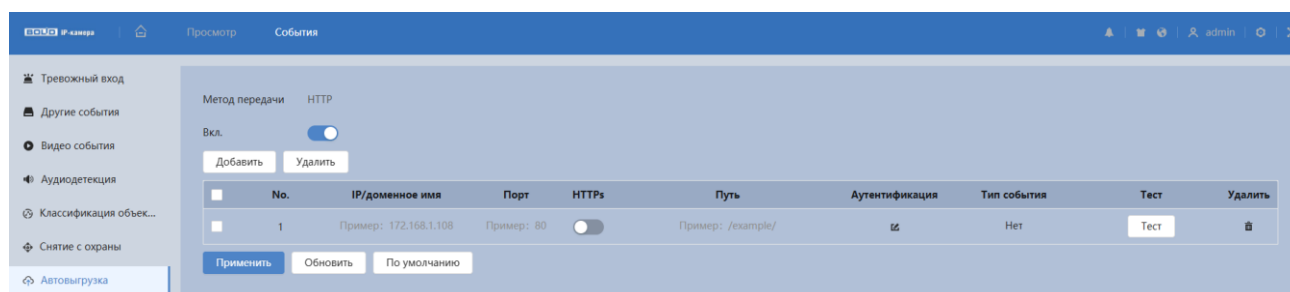 BOLID IP-камера Просмотр События admin
Тревожный вход
Другие события
Видео события
Аудиодетекция
Классификация объек...
Снятие с охраны
Автовыгрузка
Метод передачи HTTP
Вкл.
Добавить Удалить
No. IP/доменное имя Порт HTTPs Путь Аутентификация Тип события Тест Удалить
1 Пример: 172.168.1.108 Пример: 80 Пример: /example/ Нет Тест
Применить Обновить По умолчанию